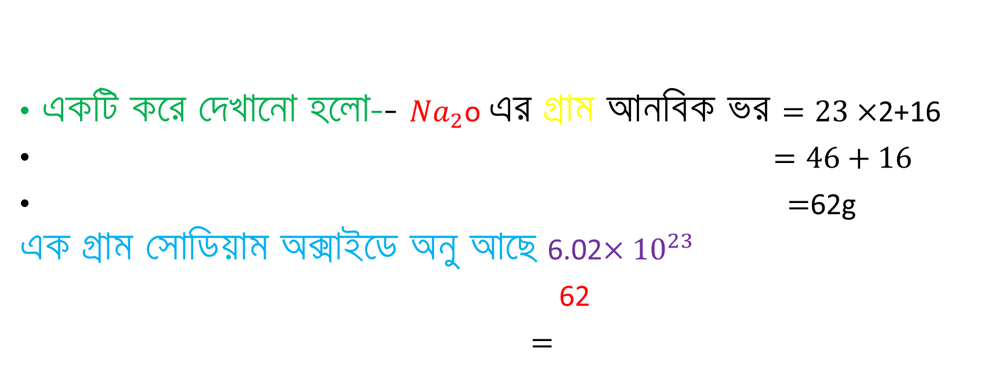 • একটি করে দেখানো হলো-- Na₂o এর গ্রাম আনবিক ভর = 23 ×2+16
• = 46 + 16
• =62g
এক গ্রাম সোডিয়াম অক্সাইডে অনু আছে 6.02× 10²³
62
=